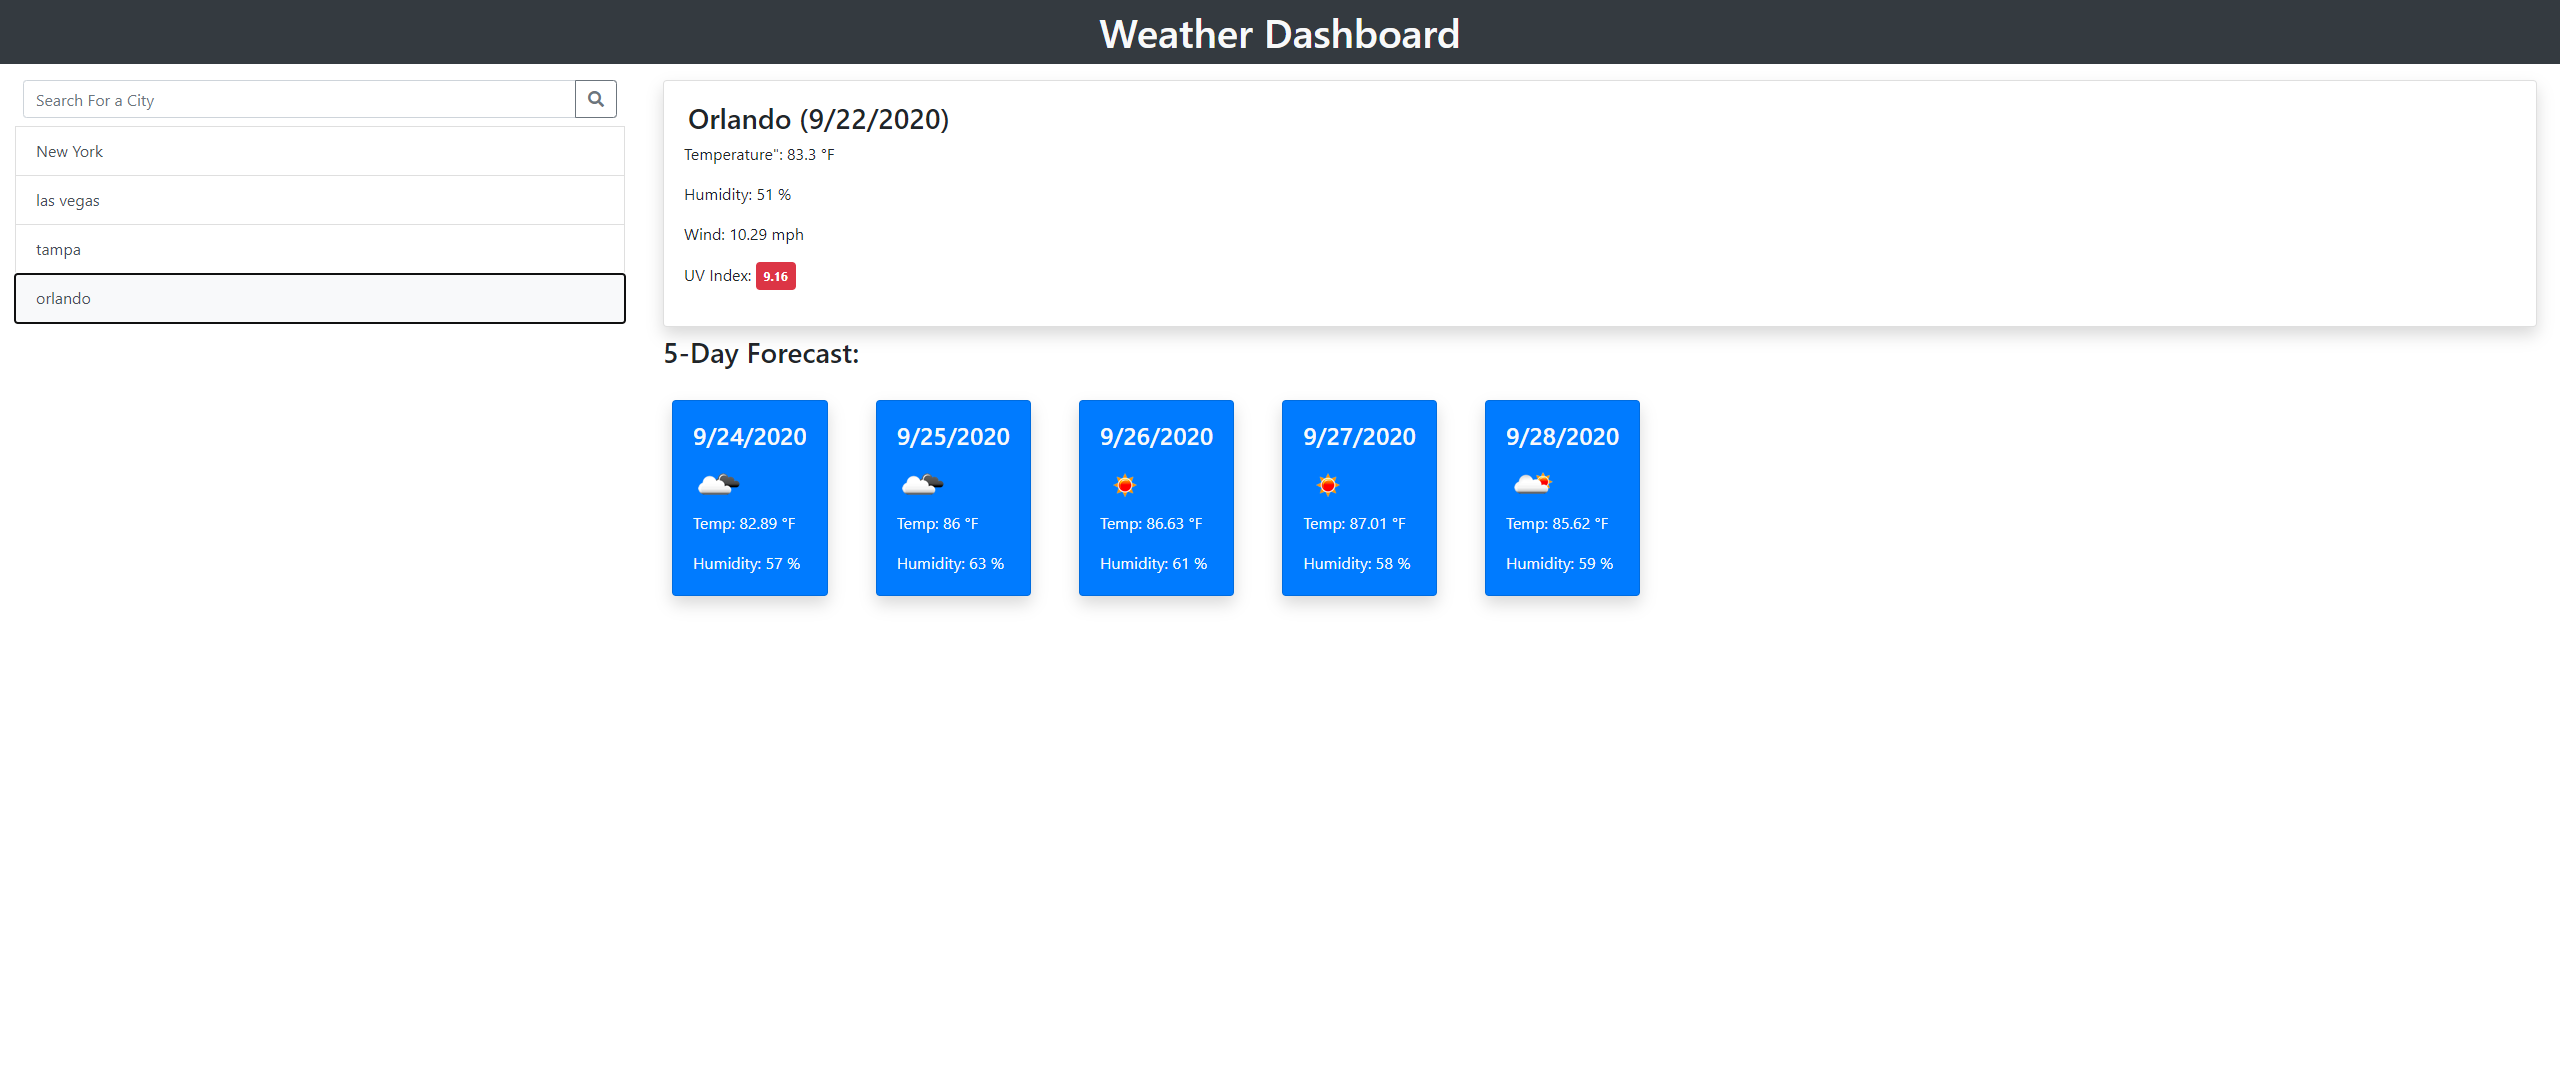 Weather Dashboard
Search For a City
New York
las vegas
tampa
orlando
Orlando (9/22/2020)
Temperature": 83.3 °F
Humidity: 51 %
Wind: 10.29 mph
UV Index: 9.16
5-Day Forecast:
9/24/2020
Temp: 82.89 °F
Humidity: 57 %
9/25/2020
Temp: 86 °F
Humidity: 63 %
9/26/2020
Temp: 86.63 °F
Humidity: 61 %
9/27/2020
Temp: 87.01 °F
Humidity: 58 %
9/28/2020
Temp: 85.62 °F
Humidity: 59 %